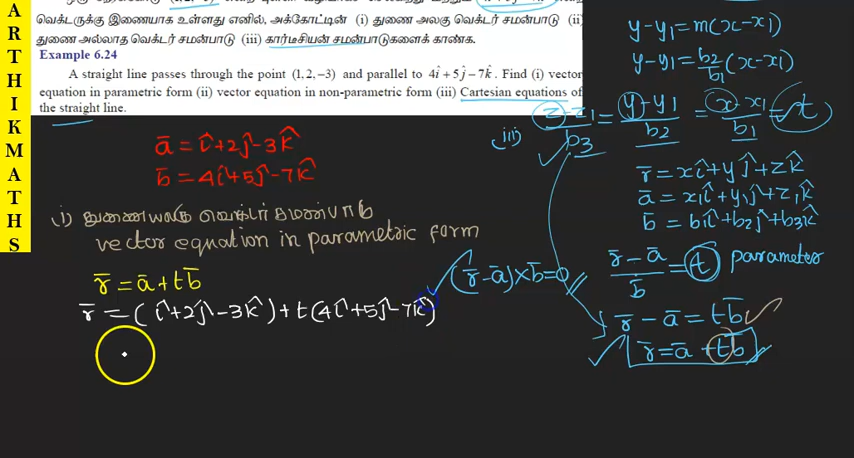 ARTHIKMATHS
வெக்டருக்கு இணையாக உள்ளது எனில், அக்கோட்டின் (i) துணை அலகு வெக்டர் சமன்பாடு (ii)
துணை அல்லாத வெக்டர் சமன்பாடு (iii) கார்டீசியன் சமன்பாடுகளைக் காண்க.
Example 6.24
A straight line passes through the point (1, 2, −3) and parallel to 4î + 5ĵ − 7k̂. Find (i) vector
equation in parametric form (ii) vector equation in non-parametric form (iii) Cartesian equations of
the straight line.
ā = î+2ĵ-3k̂
b̄ = 4î+5ĵ-7k̂
vector equation in parametric form
r̄ = ā + tb̄
r̄ = (î+2ĵ-3k̂) + t(4î+5ĵ-7k̂)
(r̄-ā)×b̄=0
y-y1 = m(x-x1)
y-y1 = b2/b1 (x-x1)
(iii) z-z1/b3 = y-y1/b2 = x-x1/b1 = t
r̄ = xî+yĵ+zk̂
ā = x1î+y1ĵ+z1k̂
b̄ = b1î+b2ĵ+b3k̂
r̄-ā/b̄ = t parameter
r̄ - ā = tb̄
r̄ = ā + tb̄